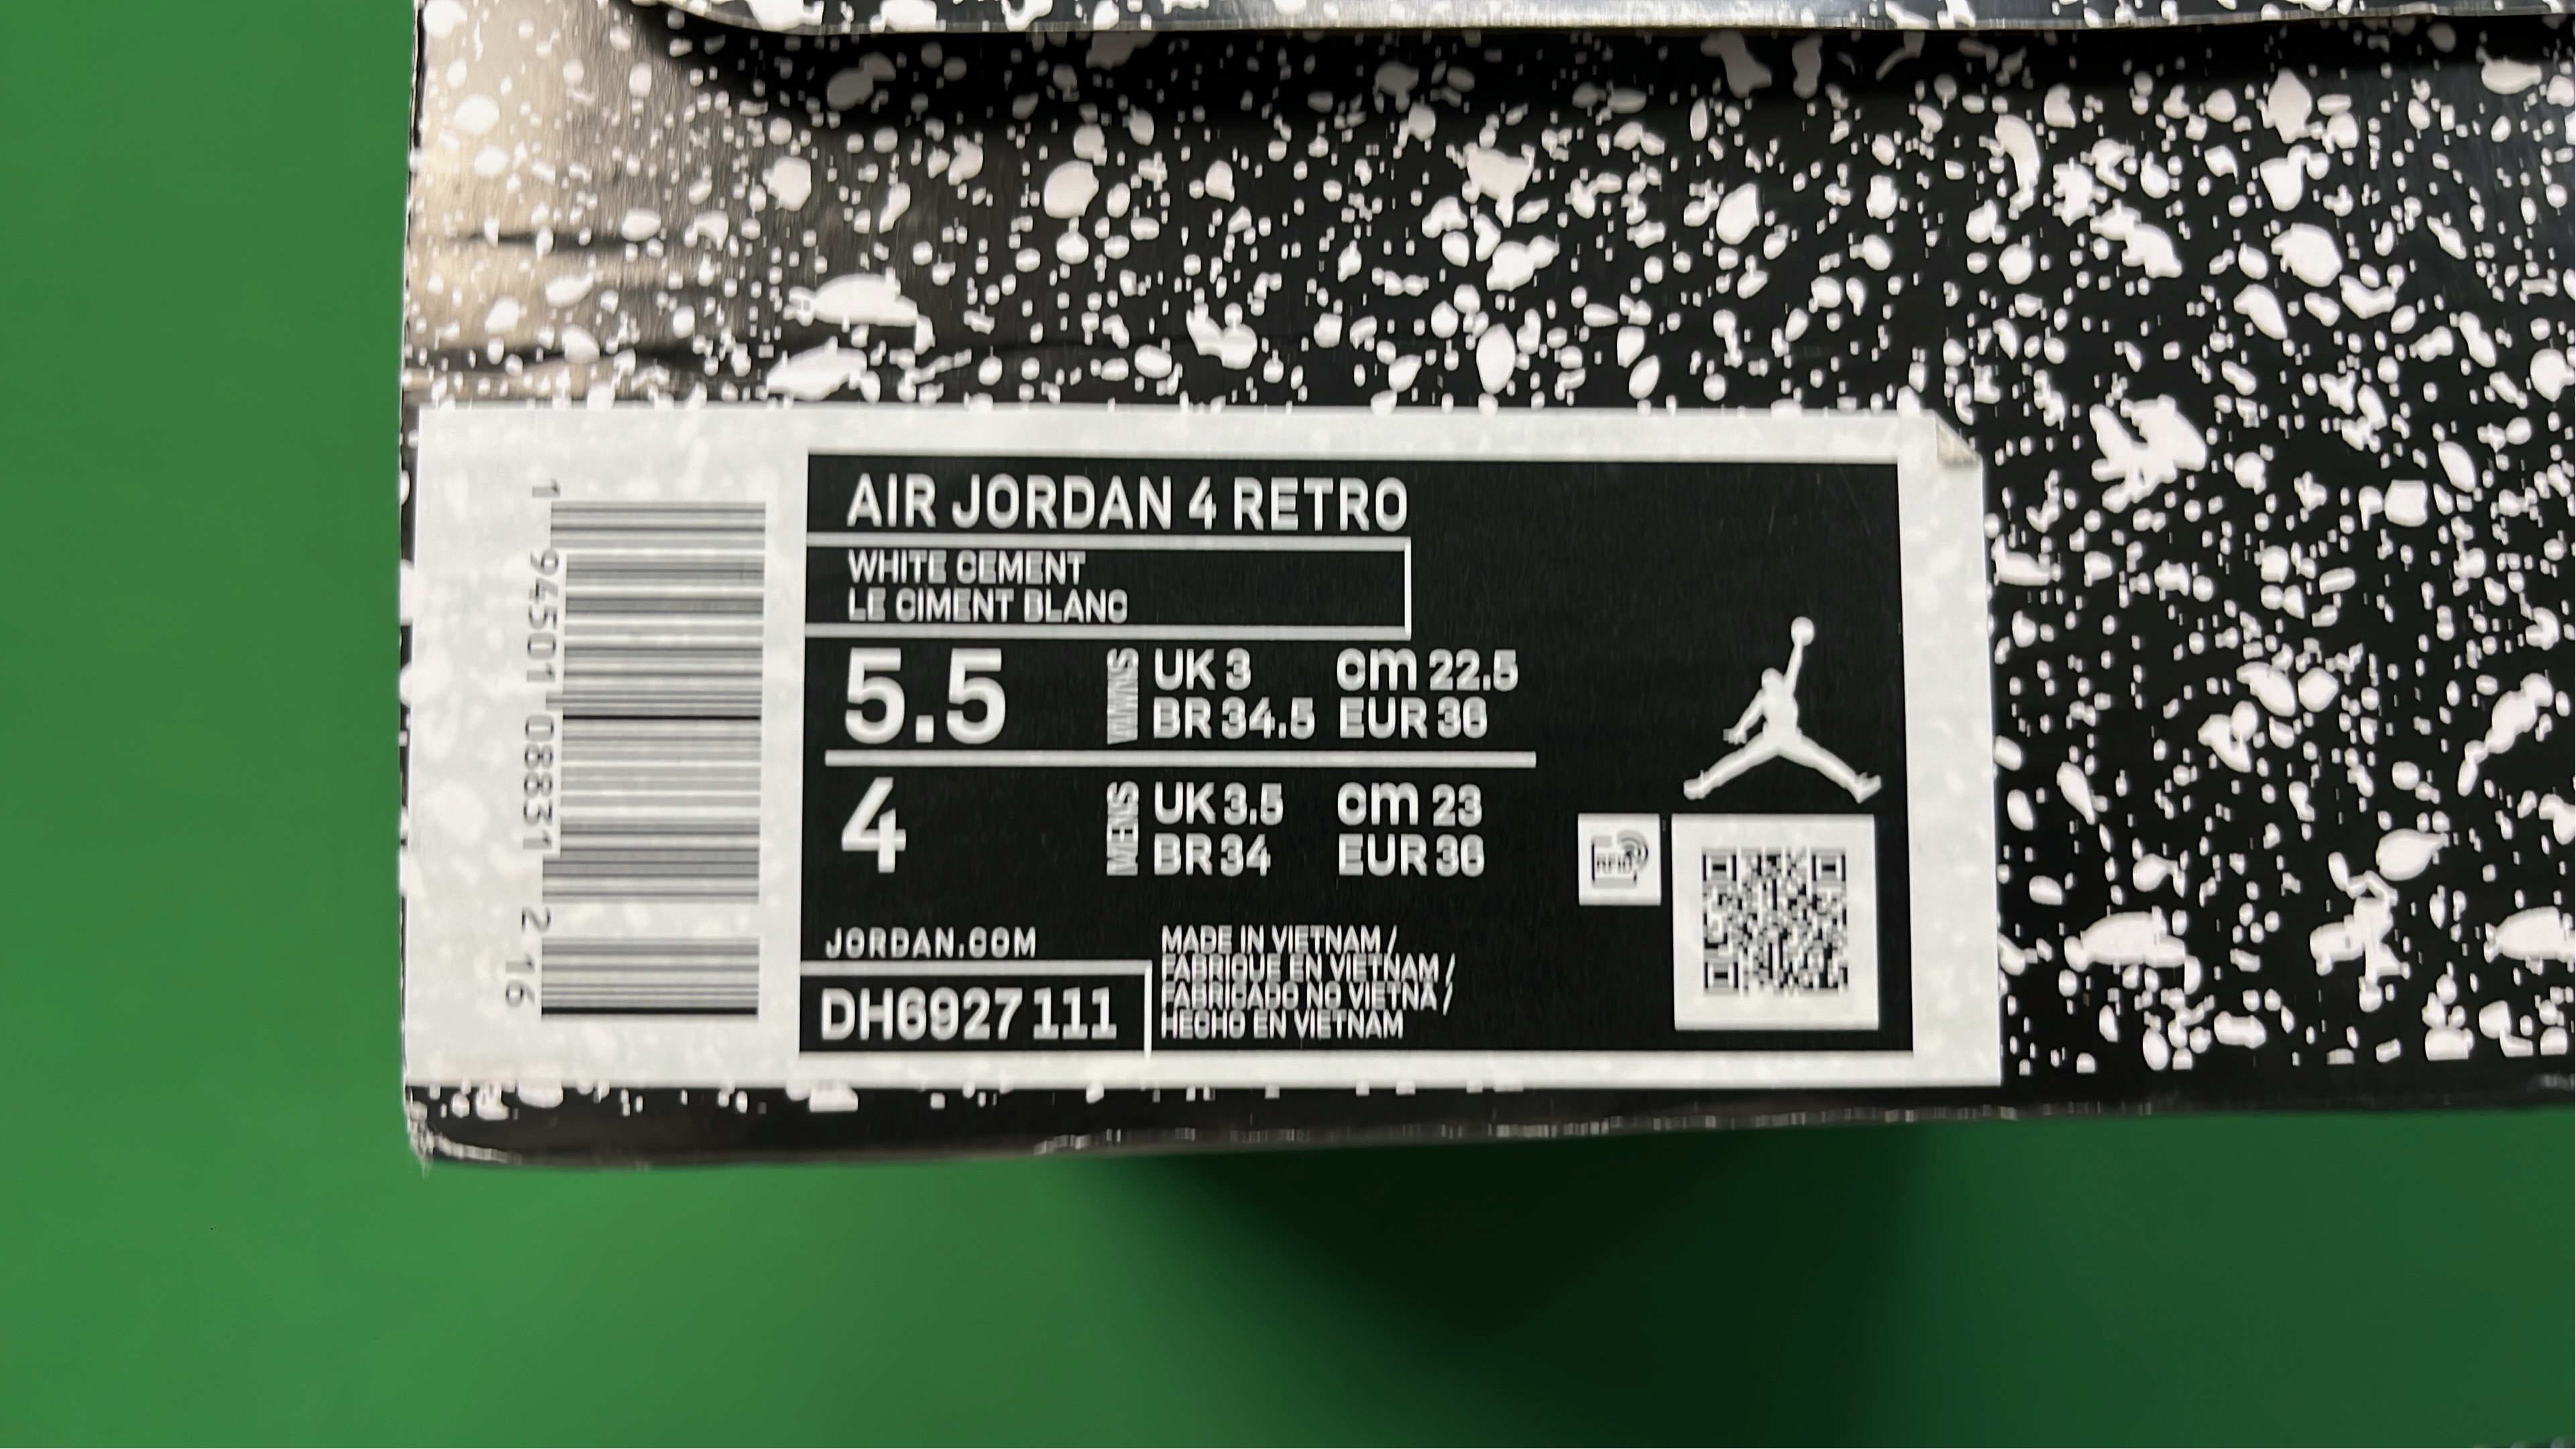 AIR JORDAN 4 RETRO
WHITE CEMENT
LE CIMENT BLANC
5.5 WMNS UK 3 cm 22.5
BR 34.5 EUR 36
4 MENS UK 3.5 cm 23
BR 34 EUR 36
JORDAN.COM
DH6927 111
MADE IN VIETNAM /
FABRIQUE EN VIETNAM /
FABRICADO NO VIETNA /
HECHO EN VIETNAM
RFID
1 94501 08831 2 16